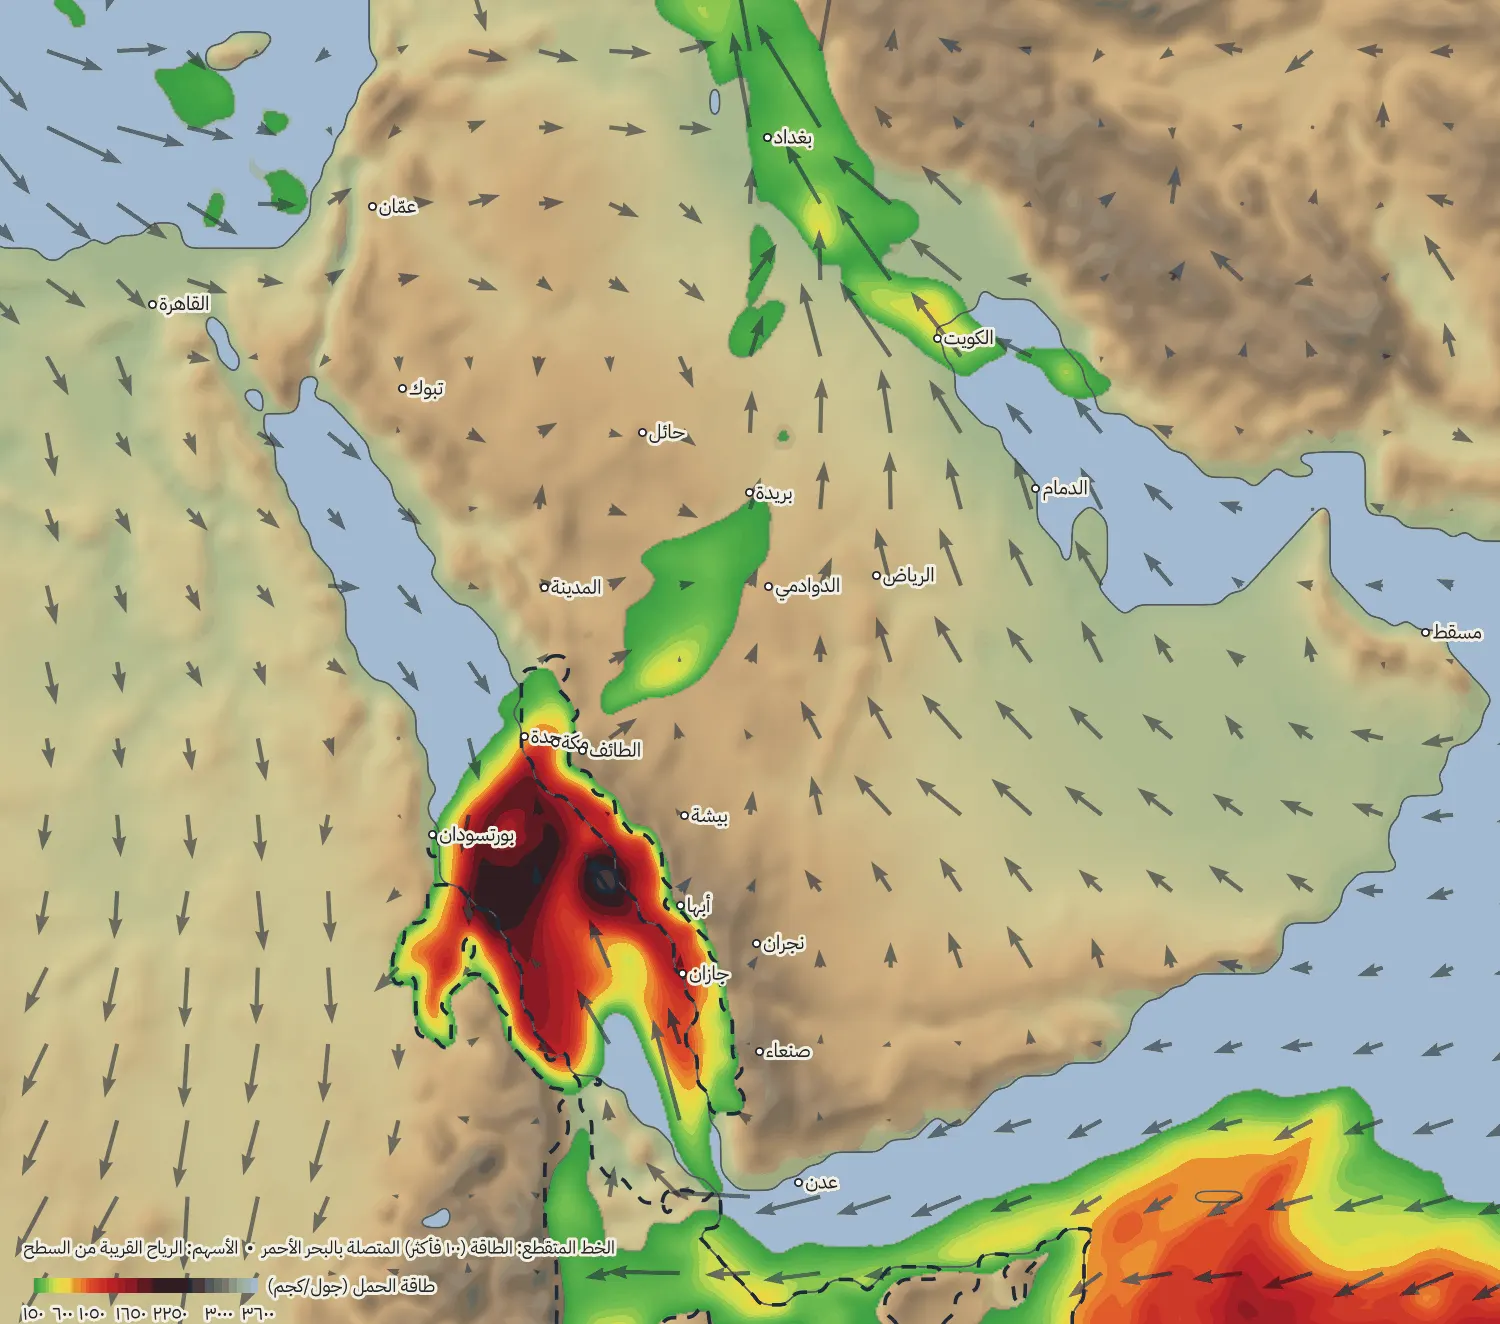 بغداد
عمّان
القاهرة
الكويت
تبوك
حائل
الدمام
بريدة
الرياض
الدوادمي
المدينة
مسقط
جدة
مكة
الطائف
بيشة
بورتسودان
أبها
نجران
جازان
صنعاء
عدن
الخط المتقطع: الطاقة (١٠٠ فأكثر) المتصلة بالبحر الأحمر • الأسهم: الرياح القريبة من السطح
طاقة الحمل (جول/كجم)
١٥٠ ٦٠٠ ١٠٥٠ ١٦٥٠ ٢٢٥٠ ٣٠٠٠ ٣٦٠٠